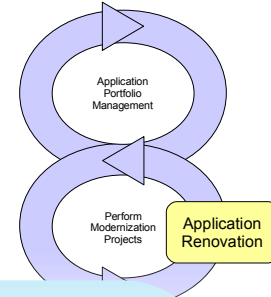 Application
Portfolio
Management
Perform
Modernization
Projects
Application
Renovation